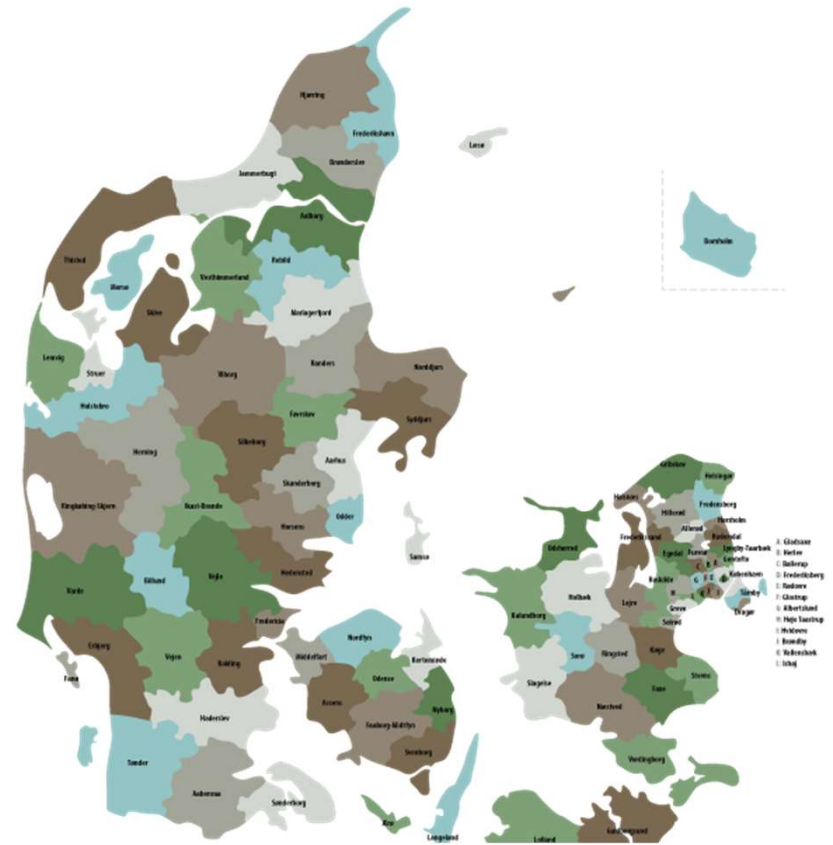 Hjørring
Frederikshavn
Læsø
Brønderslev
Jammerbugt
Aalborg
Bornholm
Thisted
Rebild
Vesthimmerland
Morsø
Skive
Mariagerfjord
Lemvig
Struer
Viborg
Randers
Norddjurs
Holstebro
Favrskov
Syddjurs
Silkeborg
Herning
Aarhus
Skanderborg
Ringkøbing-Skjern
Ikast-Brande
Odder
Horsens
Samsø
Hedensted
Billund
Vejle
Varde
Fredericia
Esbjerg
Vejen
Kolding
Fanø
Haderslev
Tønder
Aabenraa
Sønderborg
Middelfart
Nordfyn
Kerteminde
Odense
Assens
Nyborg
Faaborg-Midtfyn
Svendborg
Ærø
Langeland
Gribskov
Helsingør
Halsnæs
Fredensborg
Hillerød
Hørsholm
Allerød
Frederikssund
Rudersdal
Odsherred
Egedal
Furesø
Lyngby-Taarbæk
Gentofte
Roskilde
København
Holbæk
Lejre
Tårnby
Kalundborg
Greve
Dragør
Solrød
Sorø
Ringsted
Køge
Slagelse
Næstved
Faxe
Stevns
Vordingborg
Lolland
Guldborgsund
A: Gladsaxe
B: Herlev
C: Ballerup
D: Frederiksberg
E: Rødovre
F: Glostrup
G: Albertslund
H: Høje Taastrup
I: Hvidovre
J: Brøndby
K: Vallensbæk
L: Ishøj